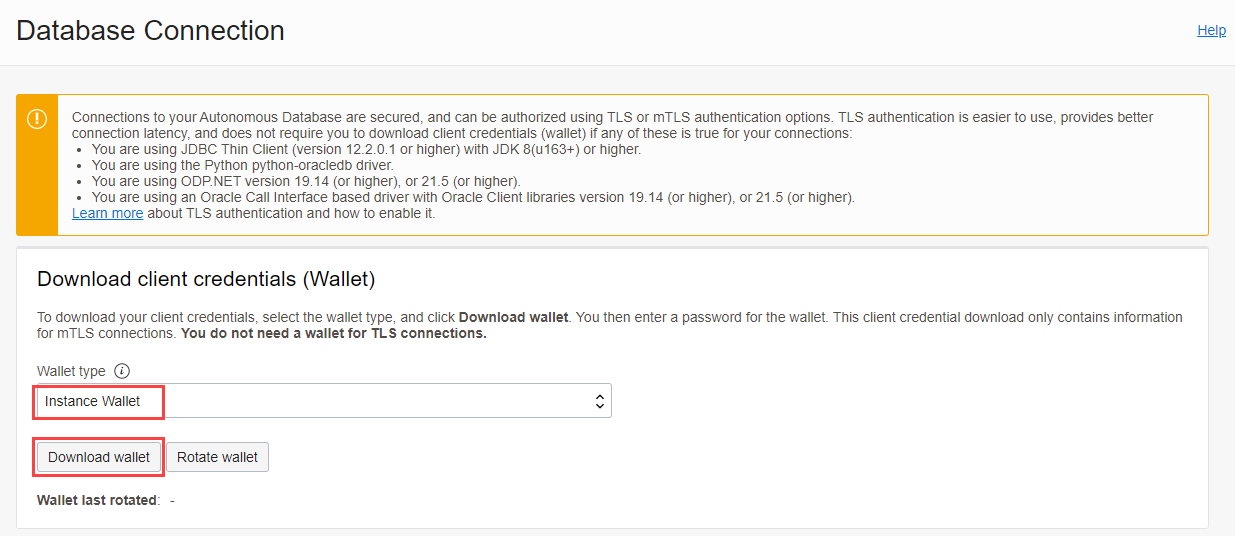 Database Connection
Help
Connections to your Autonomous Database are secured, and can be authorized using TLS or mTLS authentication options. TLS authentication is easier to use, provides better
connection latency, and does not require you to download client credentials (wallet) if any of these is true for your connections:
• You are using JDBC Thin Client (version 12.2.0.1 or higher) with JDK 8(u163+) or higher.
• You are using the Python python-oracledb driver.
• You are using ODP.NET version 19.14 (or higher), or 21.5 (or higher).
• You are using an Oracle Call Interface based driver with Oracle Client libraries version 19.14 (or higher), or 21.5 (or higher).
Learn more about TLS authentication and how to enable it.
Download client credentials (Wallet)
To download your client credentials, select the wallet type, and click Download wallet. You then enter a password for the wallet. This client credential download only contains information
for mTLS connections. You do not need a wallet for TLS connections.
Wallet type
Instance Wallet
Download wallet Rotate wallet
Wallet last rotated: -